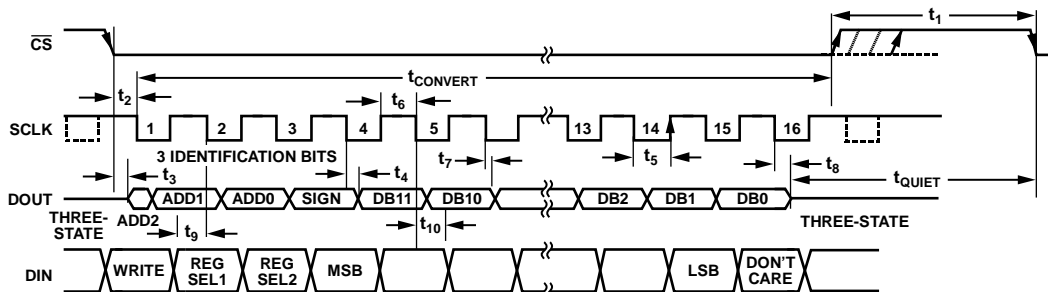 t1
CS
tCONVERT
t2 t6
SCLK 1 2 3 4 5 13 14 15 16
3 IDENTIFICATION BITS t7 t5 t8
t3 t4 tQUIET
DOUT ADD1 ADD0 SIGN DB11 DB10 DB2 DB1 DB0
THREE-STATE ADD2 t9 t10 THREE-STATE
DIN WRITE REG SEL1 REG SEL2 MSB LSB DON'T CARE